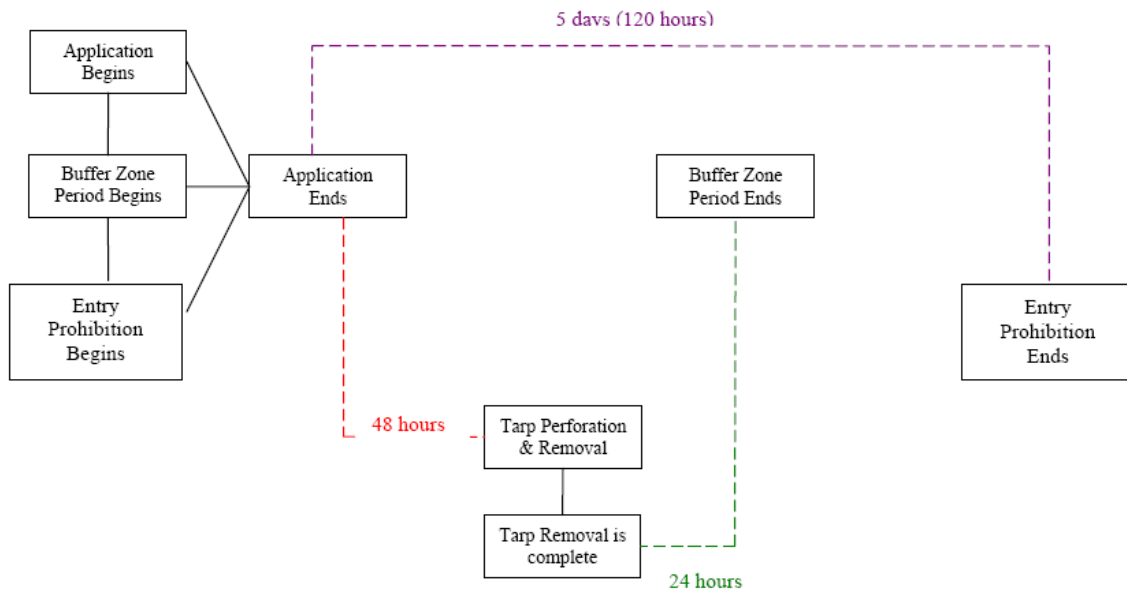 5 days (120 hours)
Application
Begins
Buffer Zone
Period Begins
Application
Ends
Buffer Zone
Period Ends
Entry
Prohibition
Begins
Entry
Prohibition
Ends
48 hours
Tarp Perforation
& Removal
Tarp Removal is
complete
24 hours